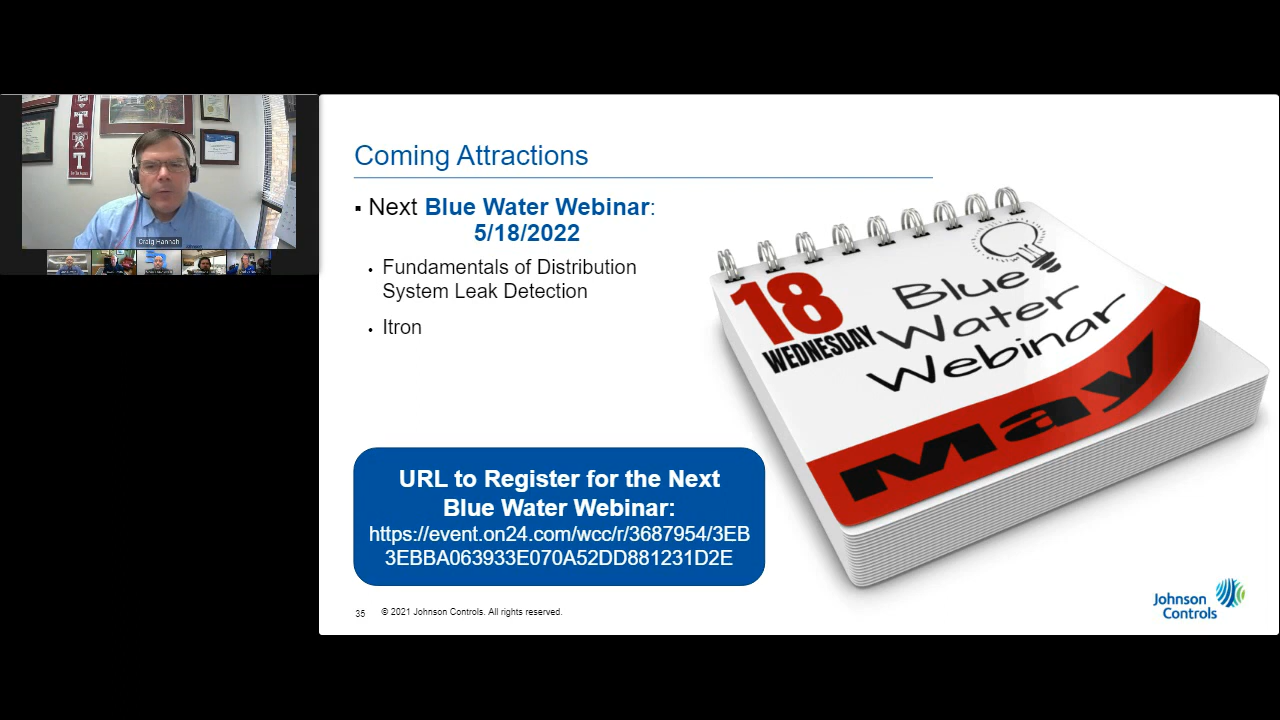 Craig Hannah
Coming Attractions
▪ Next Blue Water Webinar:
5/18/2022
• Fundamentals of Distribution
System Leak Detection
• Itron
18
WEDNESDAY
Blue
Water
Webinar
May
URL to Register for the Next
Blue Water Webinar:
https://event.on24.com/wcc/r/3687954/3EB
3EBBA063933E070A52DD881231D2E
35
© 2021 Johnson Controls. All rights reserved.
Johnson
Controls